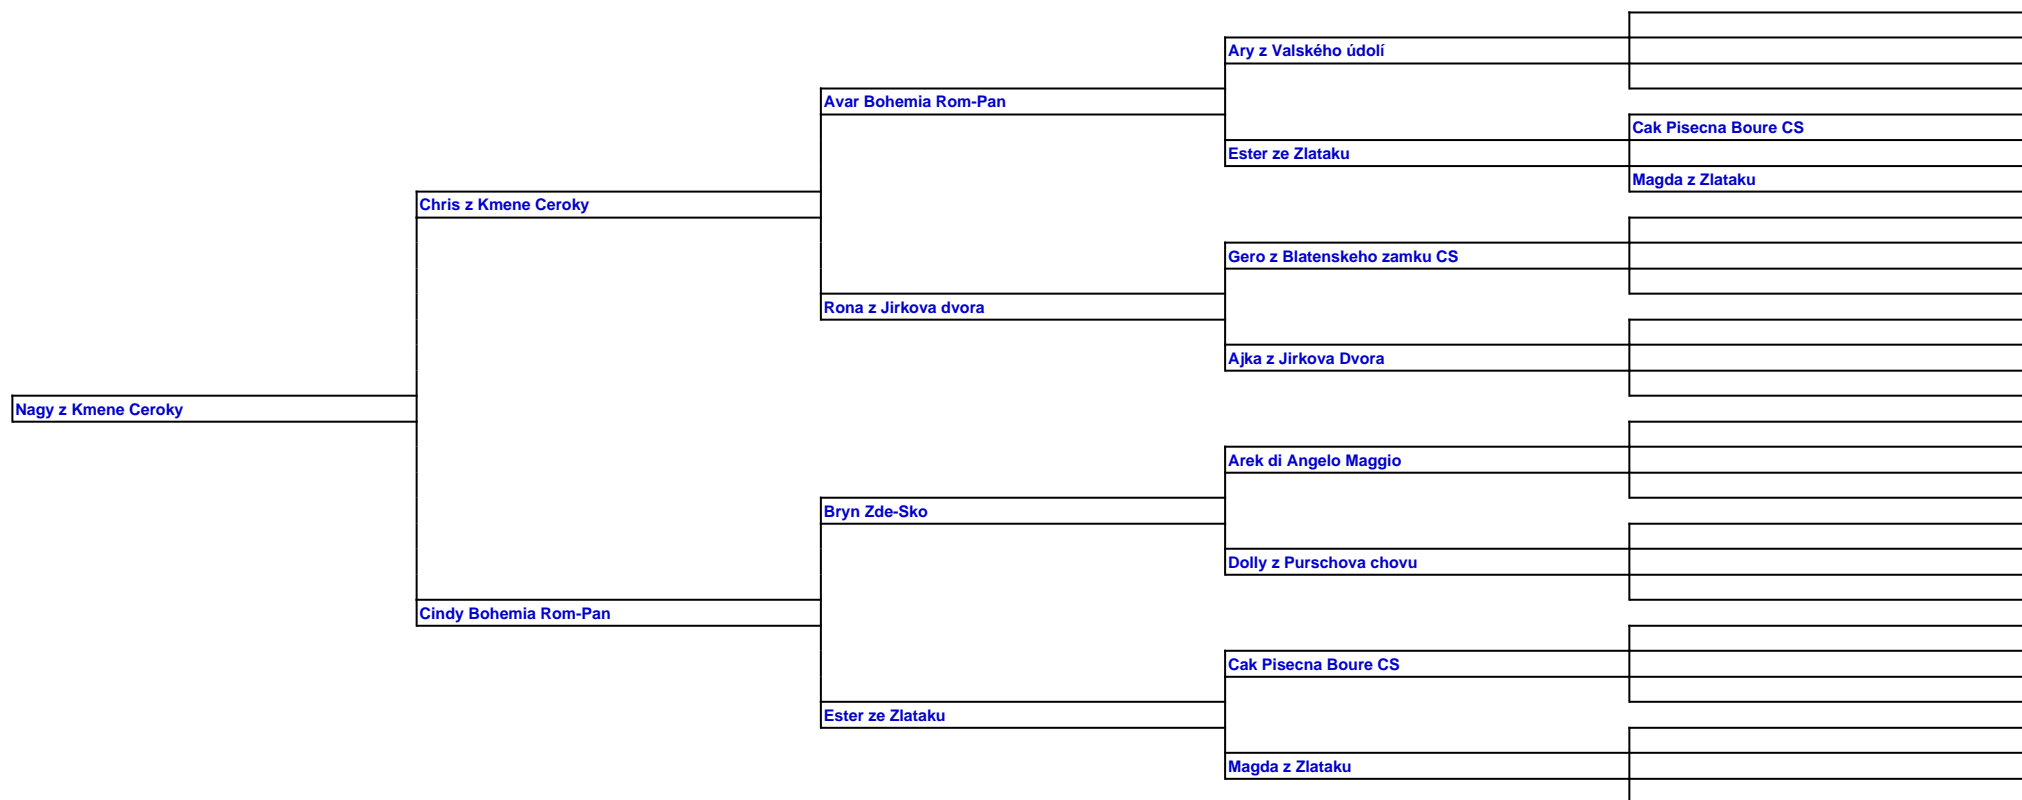 Ary z Valského údolí
Avar Bohemia Rom-Pan
Cak Pisecna Boure CS
Ester ze Zlataku
Magda z Zlataku
Chris z Kmene Ceroky
Gero z Blatenskeho zamku CS
Rona z Jirkova dvora
Ajka z Jirkova Dvora
Nagy z Kmene Ceroky
Arek di Angelo Maggio
Bryn Zde-Sko
Dolly z Purschova chovu
Cindy Bohemia Rom-Pan
Cak Pisecna Boure CS
Ester ze Zlataku
Magda z Zlataku